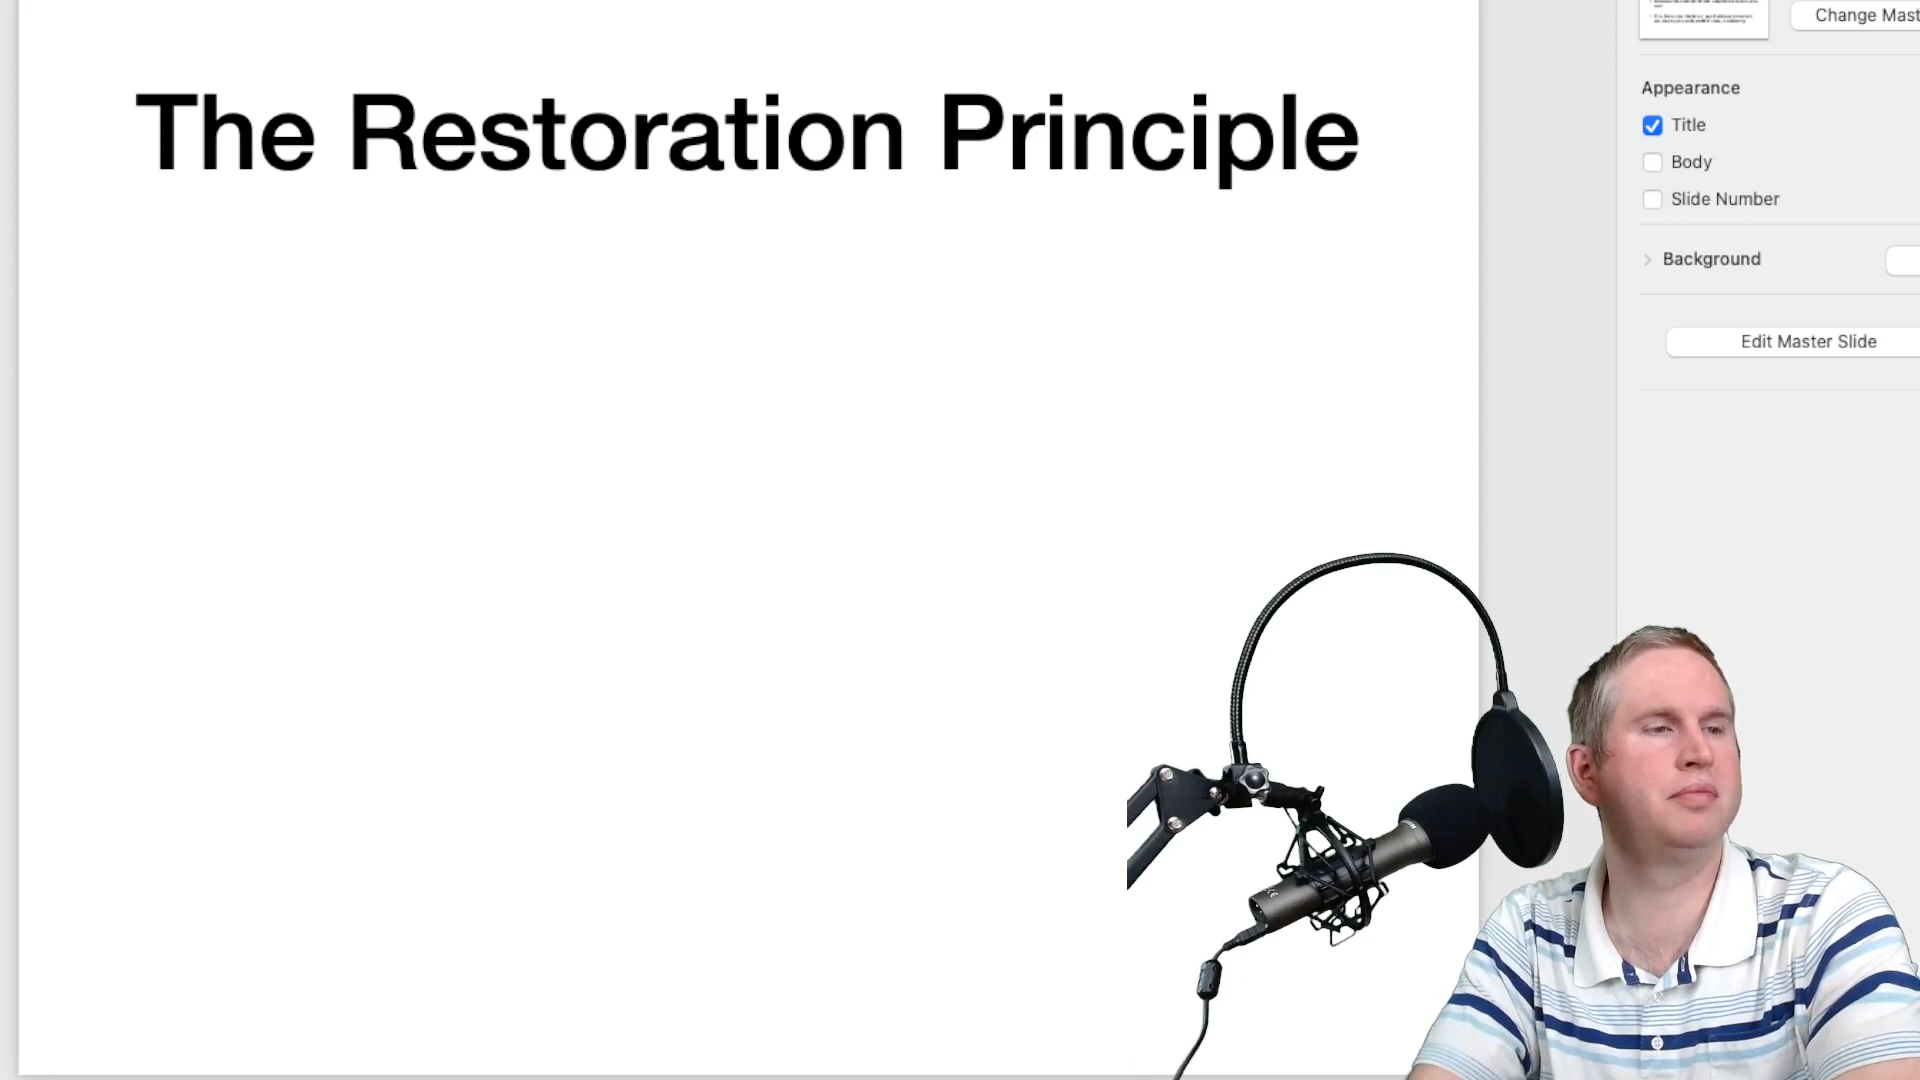 The Restoration Principle
Change Mast
Appearance
Title
Body
Slide Number
Background
Edit Master Slide